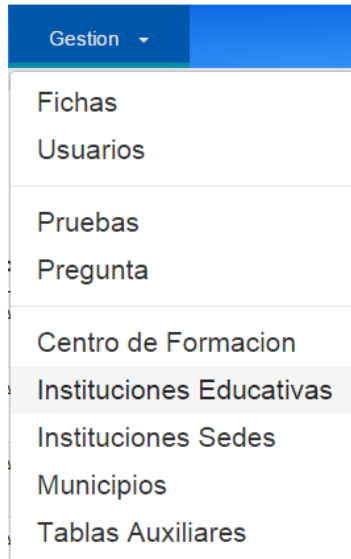 Gestion
Fichas
Usuarios
Pruebas
Pregunta
Centro de Formacion
Instituciones Educativas
Instituciones Sedes
Municipios
Tablas Auxiliares